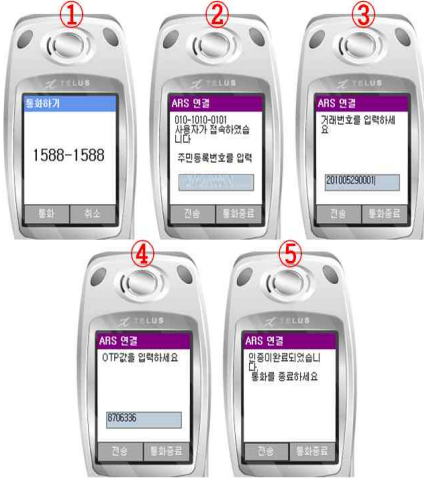 ①
TELUS
통화하기
1588-1588
통화 취소
②
TELUS
ARS 연결
010-1010-0101
사용자가 접속하였습
니다
주민등록번호를 입력
전송 통화종료
③
TELUS
ARS 연결
거래번호를 입력하세
요
201005290001
전송 통화종료
④
TELUS
ARS 연결
OTP값을 입력하세요
8706336
전송 통화종료
⑤
TELUS
ARS 연결
인증이완료되었습니
다.
통화를 종료하세요
전송 통화종료